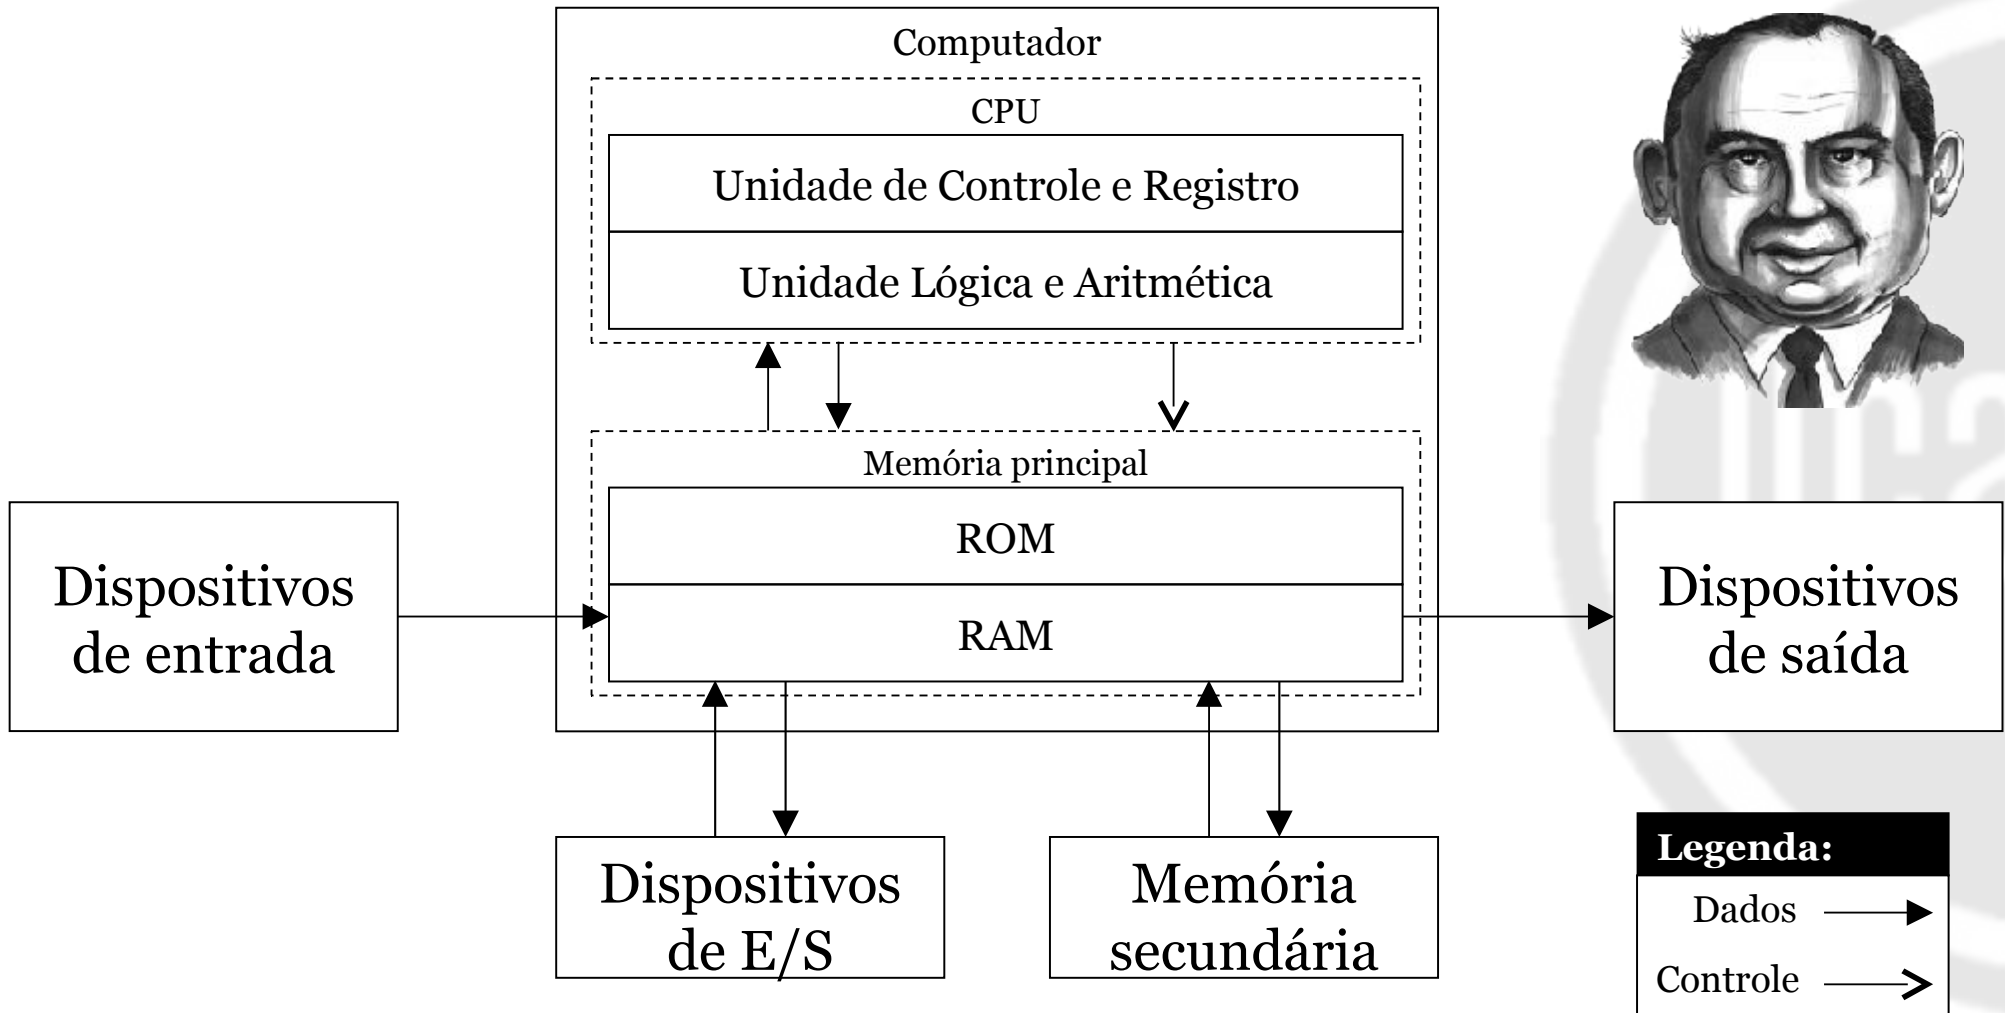 Computador
CPU
Unidade de Controle e Registro
Unidade Lógica e Aritmética
Memória principal
ROM
RAM
Dispositivos
de entrada
Dispositivos
de saída
Dispositivos
de E/S
Memória
secundária
Legenda:
Dados
Controle